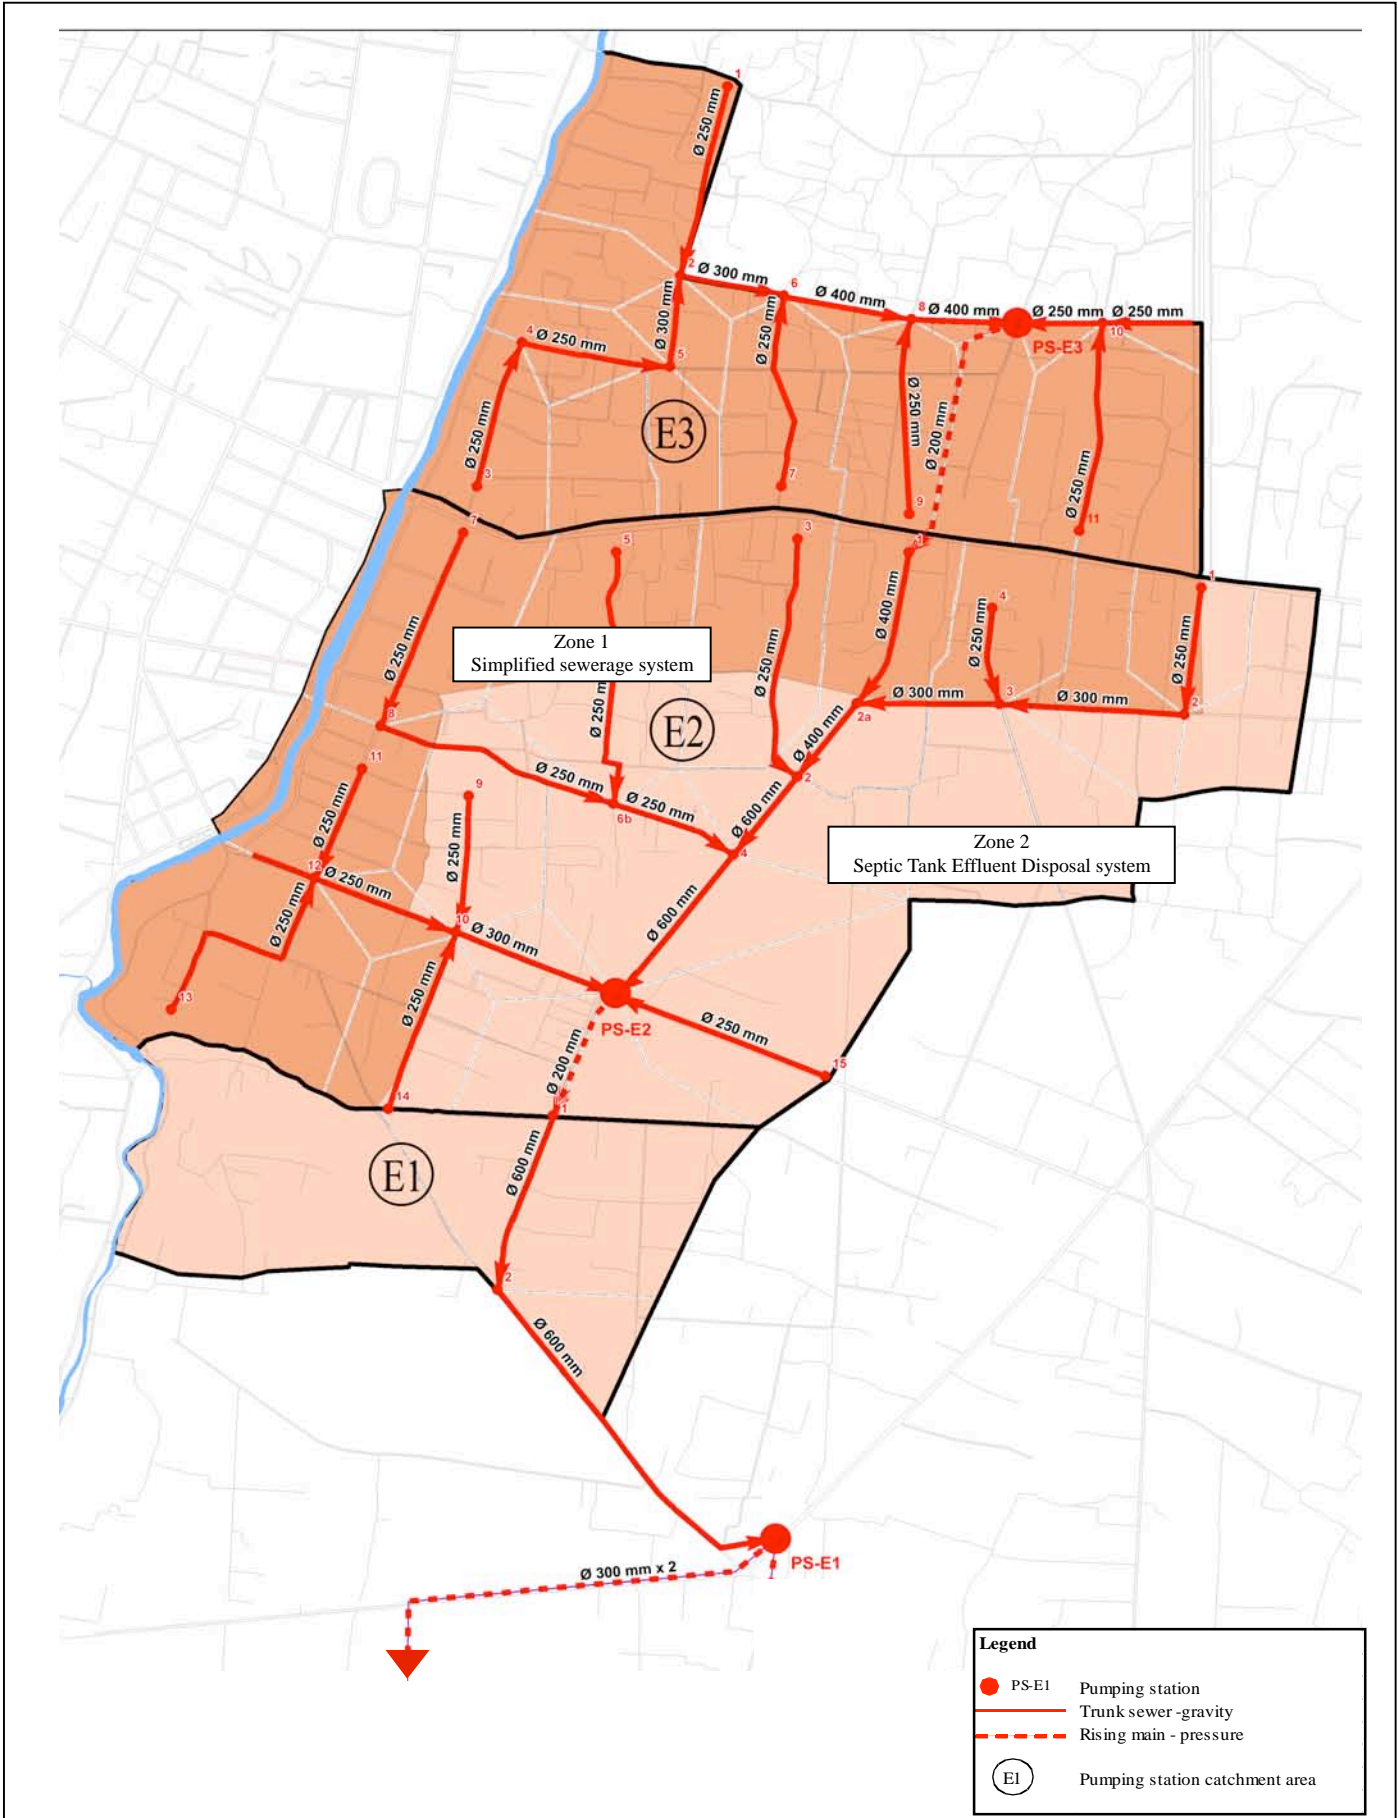 1
Ø 250 mm
2
Ø 300 mm
6
Ø 400 mm
8
Ø 400 mm
Ø 250 mm
Ø 250 mm
10
PS-E3
4
Ø 250 mm
Ø 300 mm
5
Ø 250 mm
Ø 250 mm
Ø 200 mm
Ø 250 mm
3
E3
7
9
Ø 250 mm
11
7
5
3
1
1
4
Ø 250 mm
Zone 1
Simplified sewerage system
Ø 250 mm
Ø 250 mm
Ø 400 mm
Ø 250 mm
Ø 250 mm
8
E2
2a
Ø 300 mm
3
Ø 300 mm
2
Ø 400 mm
2
11
9
Ø 250 mm
6b
Ø 250 mm
Ø 600 mm
4
Zone 2
Septic Tank Effluent Disposal system
Ø 250 mm
Ø 250 mm
12
Ø 250 mm
Ø 250 mm
10
Ø 300 mm
Ø 600 mm
13
Ø 250 mm
PS-E2
Ø 250 mm
15
Ø 200 mm
14
1
E1
Ø 600 mm
2
Ø 600 mm
PS-E1
Ø 300 mm x 2
Legend
PS-E1 Pumping station
Trunk sewer -gravity
Rising main - pressure
E1 Pumping station catchment area